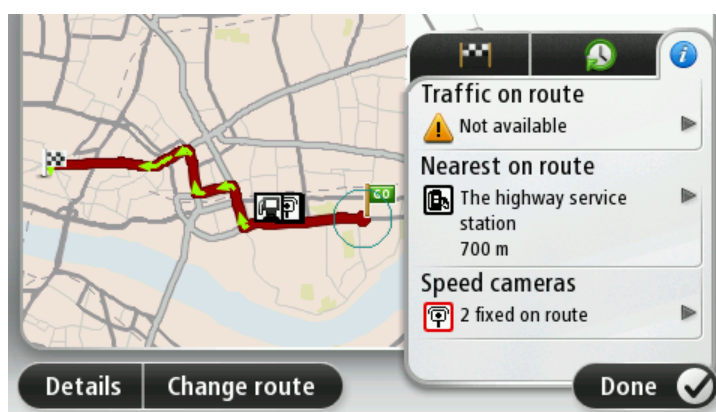 GO
Traffic on route
Not available
Nearest on route
The highway service
station
700 m
Speed cameras
2 fixed on route
Details
Change route
Done